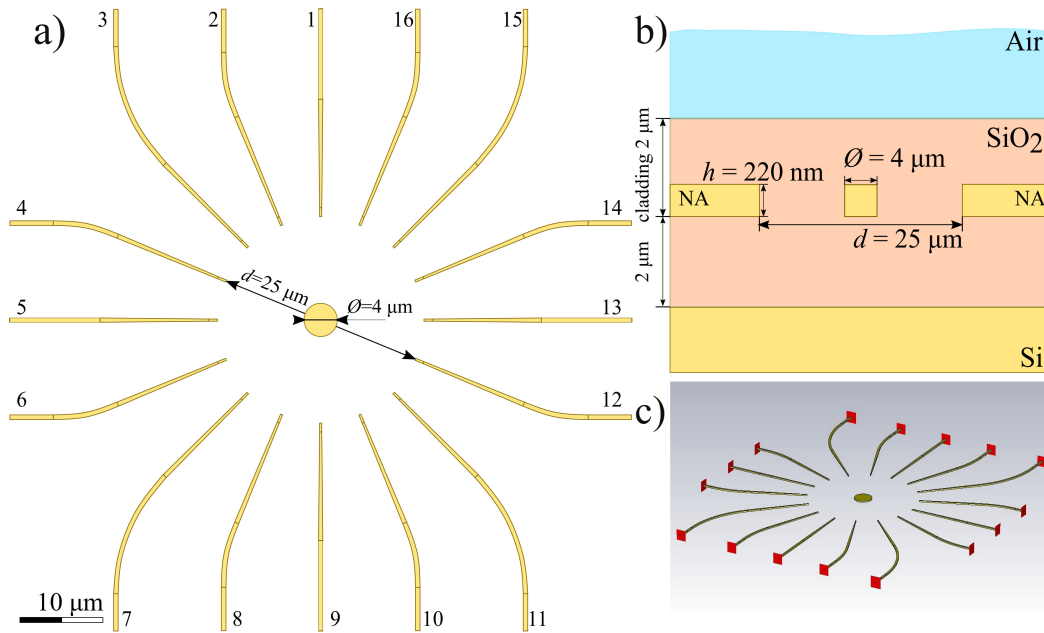 a)
3
2
1
16
15
4
14
d=25 μm
Ø=4 μm
5
13
6
12
10 μm
7
8
9
10
11
b)
Air
cladding 2 μm
SiO2
Ø = 4 μm
h = 220 nm
NA
NA
d = 25 μm
2 μm
Si
c)